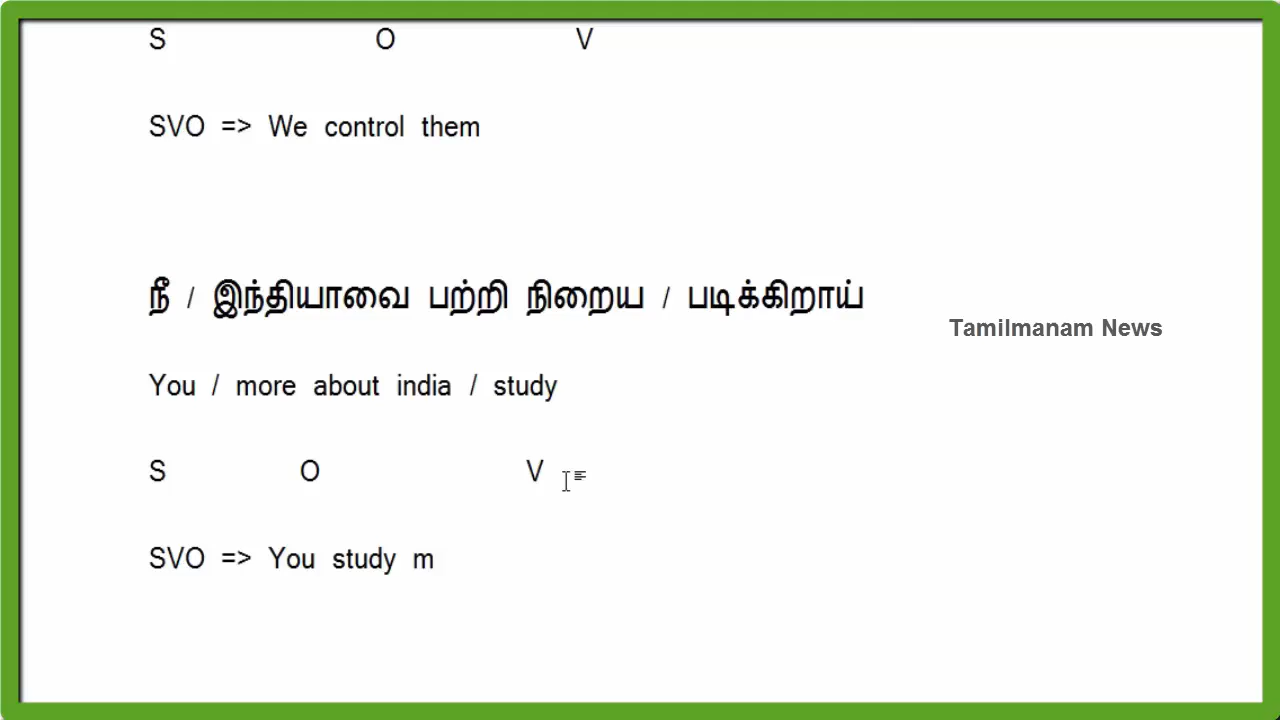 S O V
SVO => We control them
நீ / இந்தியாவை பற்றி நிறைய / படிக்கிறாய்
Tamilmanam News
You / more about india / study
S O V
SVO => You study m